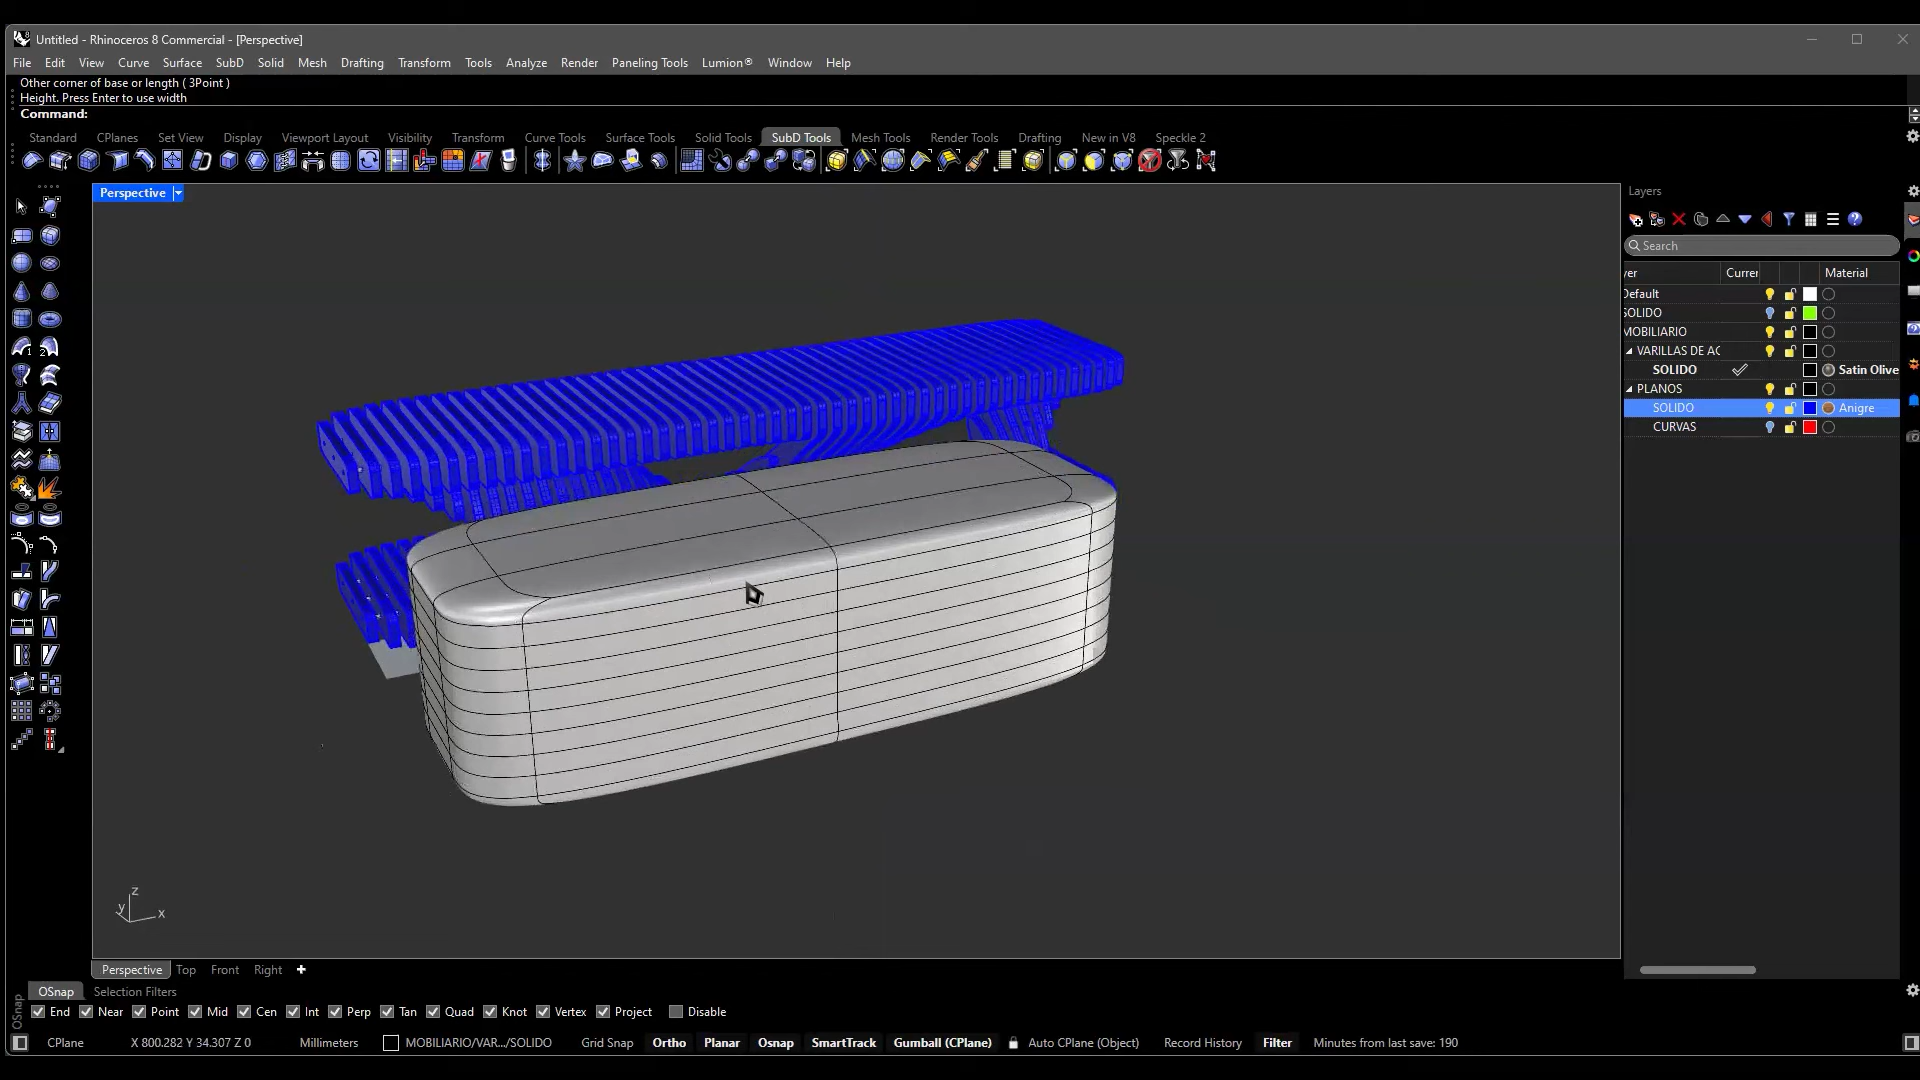 Untitled - Rhinoceros 8 Commercial - [Perspective]
File Edit View Curve Surface SubD Solid Mesh Drafting Transform Tools Analyze Render Paneling Tools Lumion® Window Help
Other corner of base or length ( 3Point )
Height. Press Enter to use width
Command:
Standard CPlanes Set View Display Viewport Layout Visibility Transform Curve Tools Surface Tools Solid Tools SubD Tools Mesh Tools Render Tools Drafting New in V8 Speckle 2
Perspective
Layers
Search
yer Currer Material
Default
SOLIDO
MOBILIARIO
VARILLAS DE AC
SOLIDO Satin Olive
PLANOS
SOLIDO Anigre
CURVAS
z
y x
Perspective Top Front Right
OSnap Selection Filters
OSnap
End Near Point Mid Cen Int Perp Tan Quad Knot Vertex Project Disable
CPlane X 800.282 Y 34.307 Z 0 Millimeters MOBILIARIO/VAR.../SOLIDO Grid Snap Ortho Planar Osnap SmartTrack Gumball (CPlane) Auto CPlane (Object) Record History Filter Minutes from last save: 190